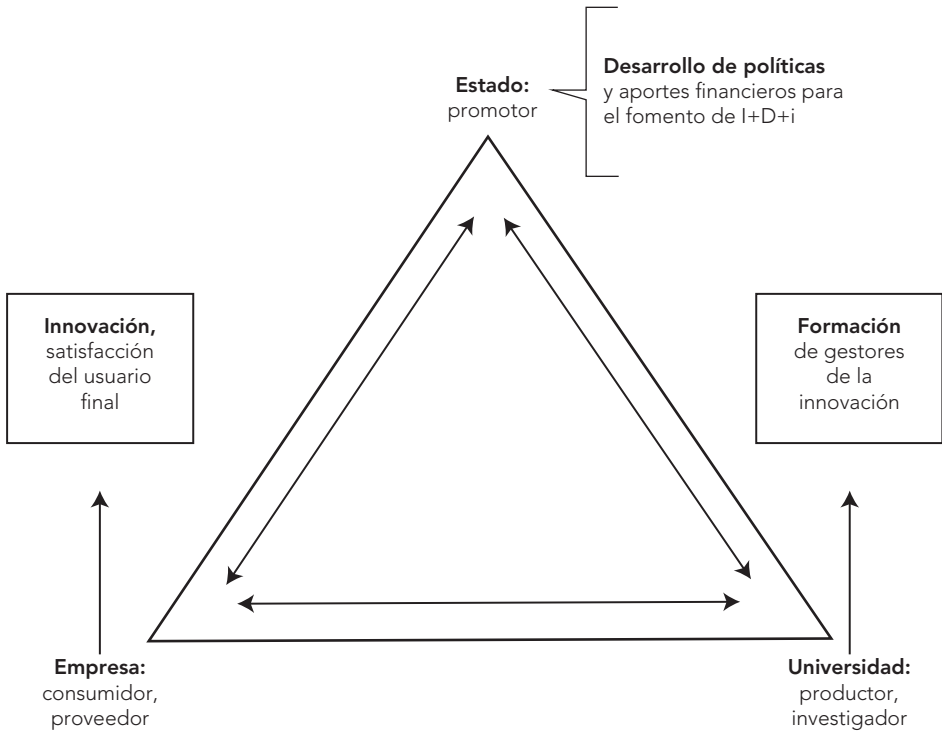 Estado:
promotor
Desarrollo de políticas
y aportes financieros para
el fomento de I+D+i
Innovación,
satisfacción
del usuario
final
Formación
de gestores
de la
innovación
Empresa:
consumidor,
proveedor
Universidad:
productor,
investigador